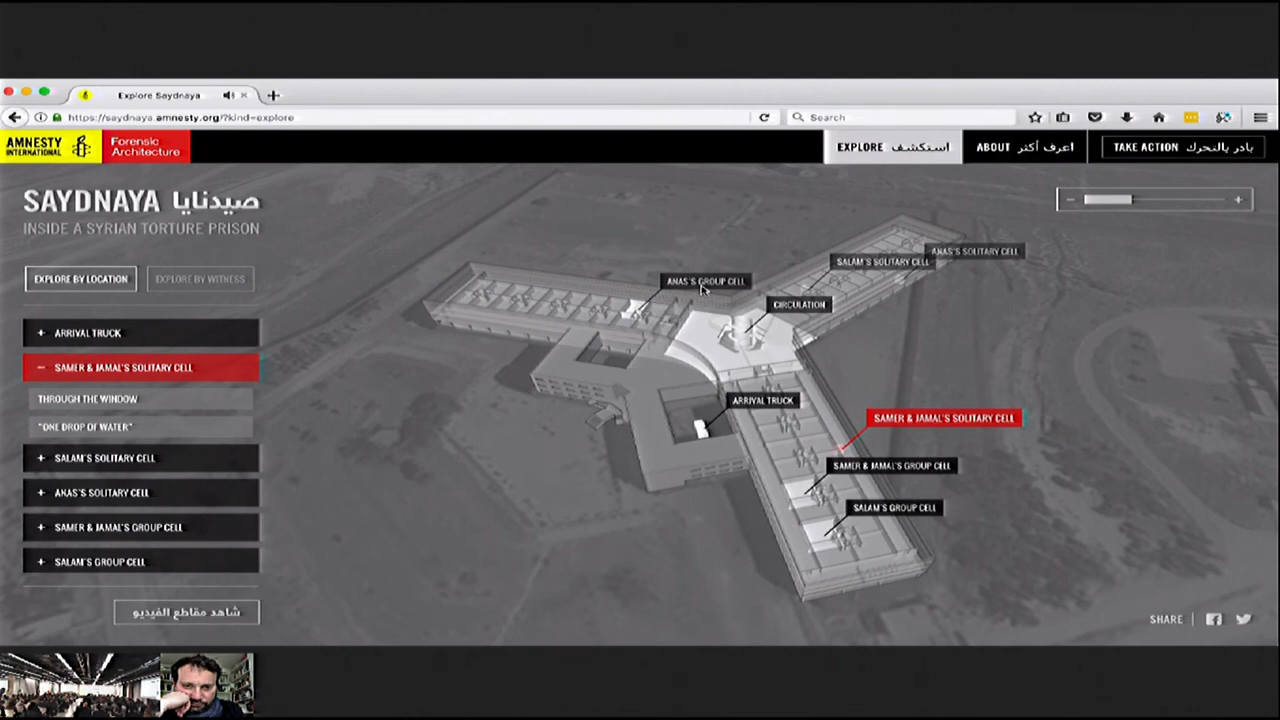 Explore Saydnaya
https://saydnaya.amnesty.org/?kind=explore
Search
AMNESTY INTERNATIONAL
Forensic Architecture
EXPLORE استكشف
ABOUT اعرف أكثر
TAKE ACTION بادر بالتحرك
SAYDNAYA صيدنايا
INSIDE A SYRIAN TORTURE PRISON
EXPLORE BY LOCATION
EXPLORE BY WITNESS
+ ARRIVAL TRUCK
- SAMER & JAMAL'S SOLITARY CELL
THROUGH THE WINDOW
"ONE DROP OF WATER"
+ SALAM'S SOLITARY CELL
+ ANAS'S SOLITARY CELL
+ SAMER & JAMAL'S GROUP CELL
+ SALAM'S GROUP CELL
شاهد مقاطع الفيديو
ANAS'S SOLITARY CELL
SALAM'S SOLITARY CELL
ANAS'S GROUP CELL
CIRCULATION
ARRIVAL TRUCK
SAMER & JAMAL'S SOLITARY CELL
SAMER & JAMAL'S GROUP CELL
SALAM'S GROUP CELL
SHARE